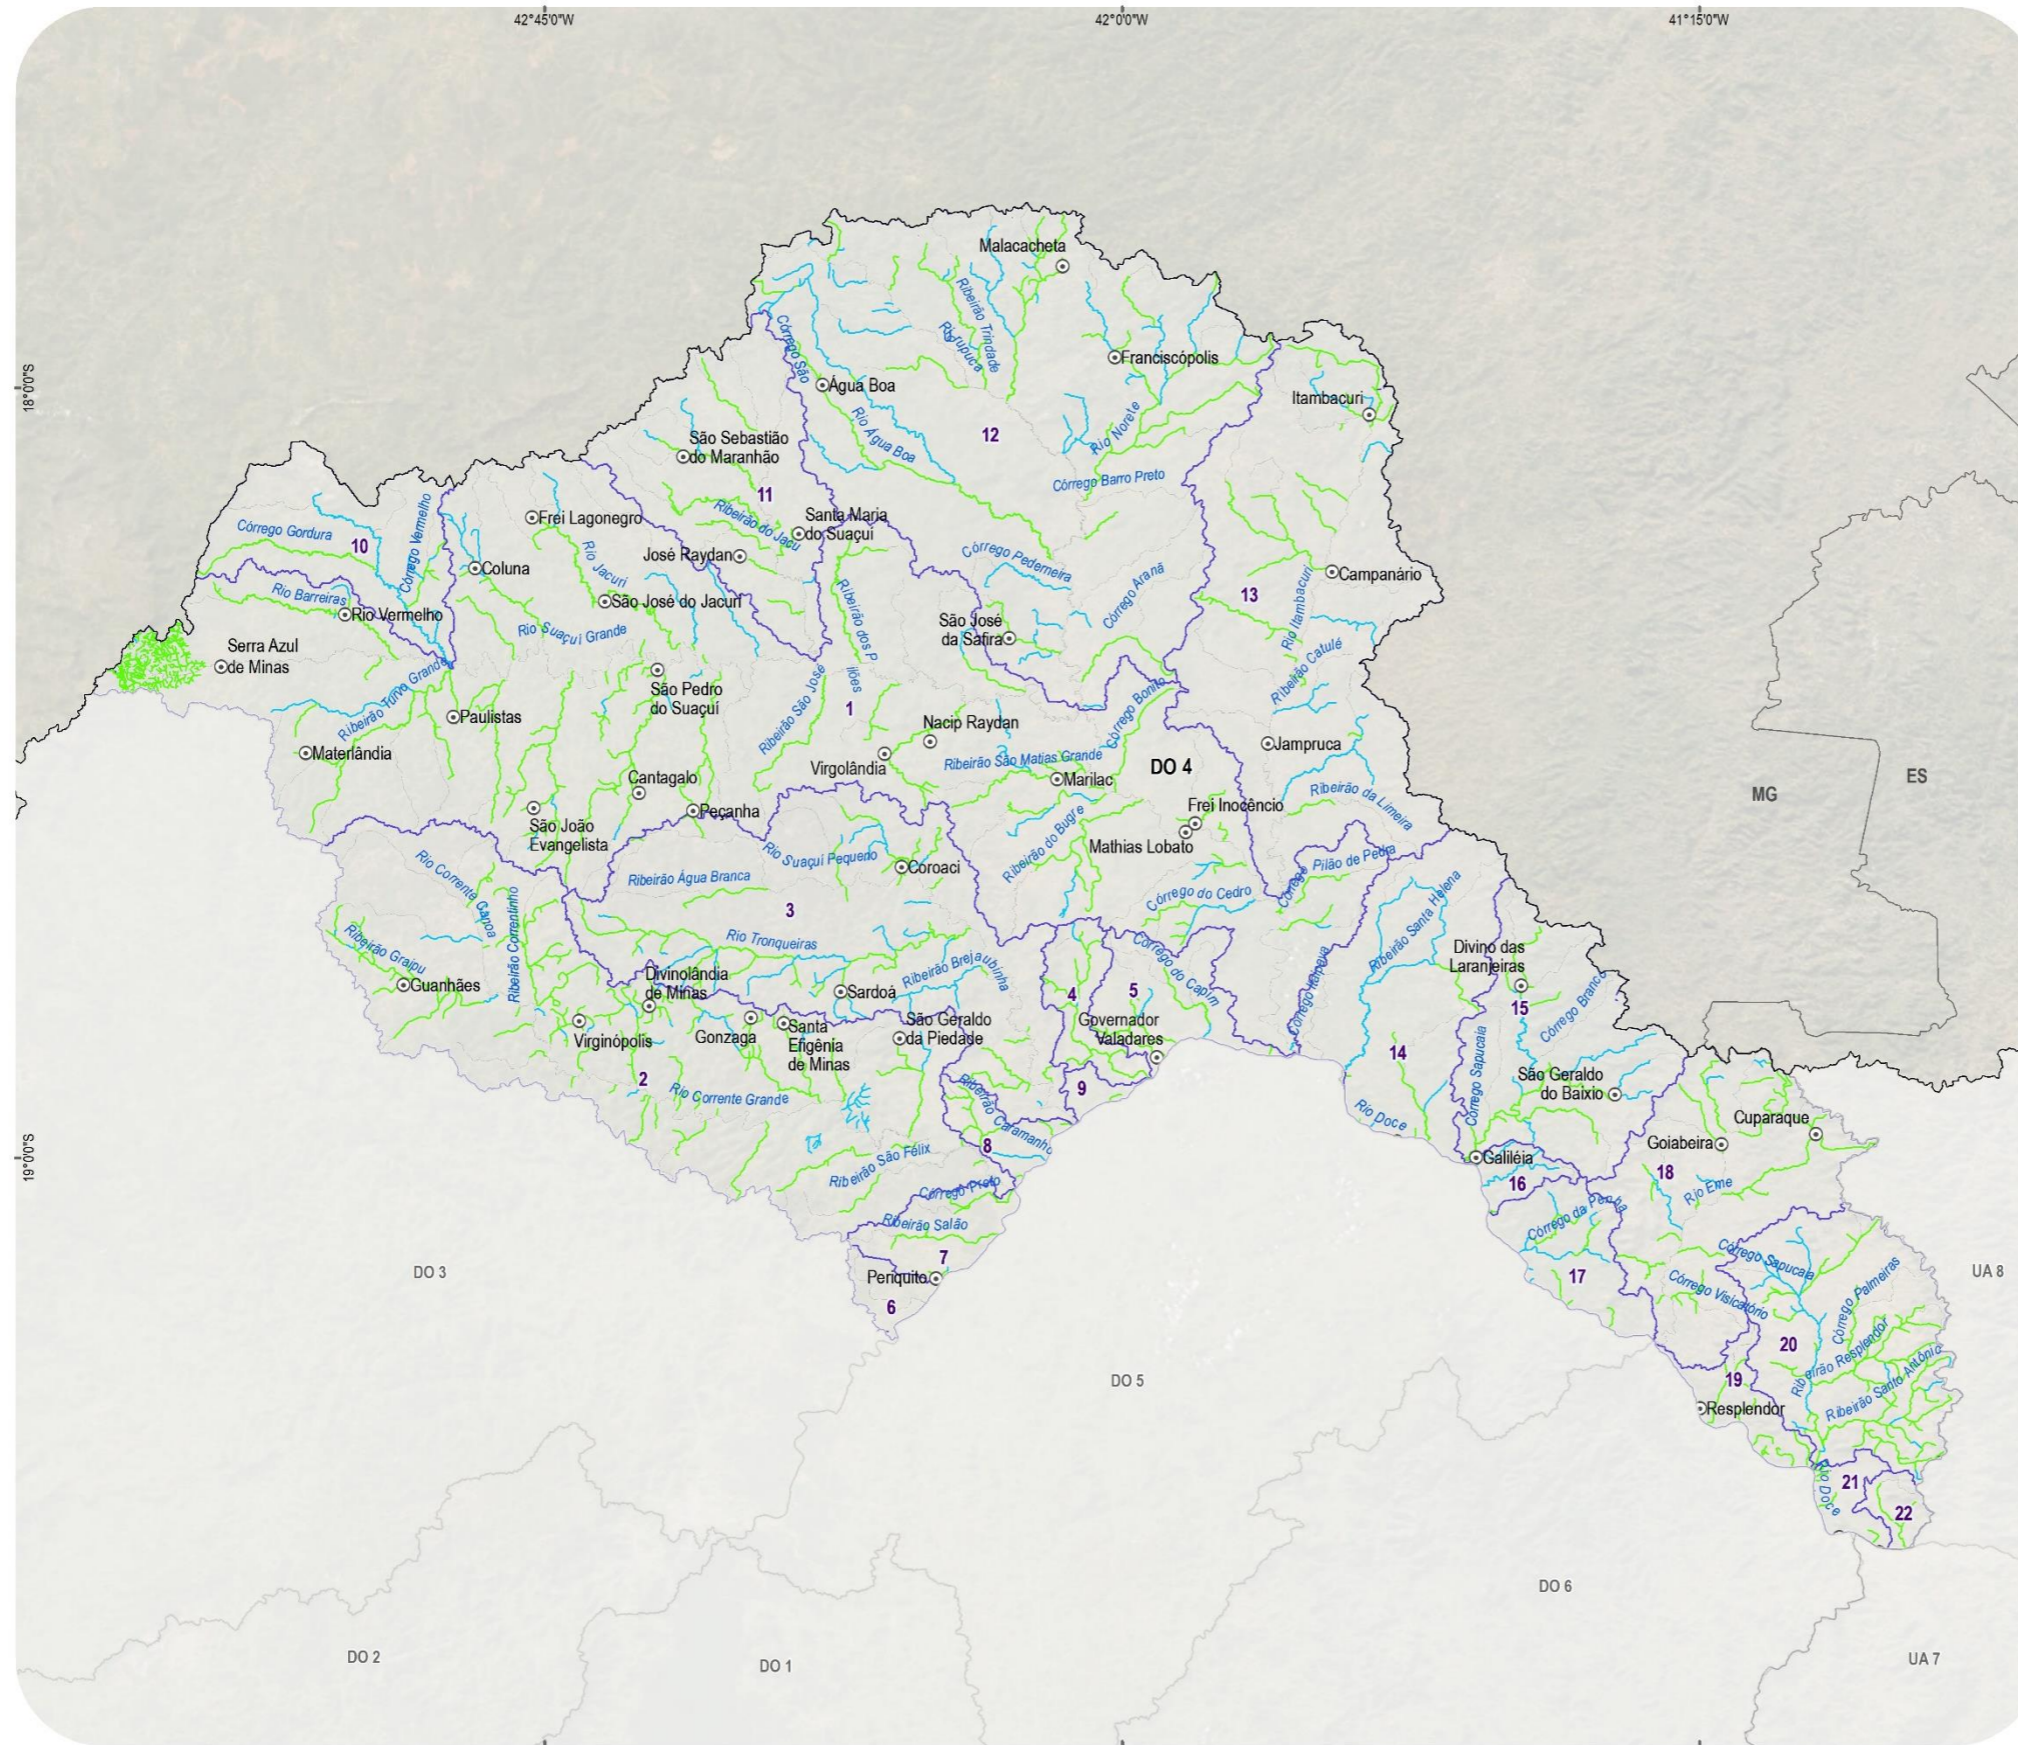 42°45'0"W
42°0'0"W
41°15'0"W
18°0'0"S
19°0'0"S
Malacacheta
Ribeirão Trindade
Rio
Urupuca
Córrego São
Franciscópolis
Água Boa
Itambacuri
Rio Água Boa
Rio Norete
12
São Sebastião
do Maranhão
Córrego Barro Preto
11
Ribeirão do Jacu
Santa Maria
do Suaçuí
Frei Lagonegro
Córrego Gordura
10
Córrego Vermelho
José Raydan
Rio Jacuri
Coluna
Córrego Pederneira
Córrego Aranã
Campanário
13
Rio Itambacuri
Rio Barreiras
Rio Vermelho
São José do Jacuri
Ribeirão dos P
ilões
Rio Suaçuí Grande
São José
da Safira
Serra Azul
de Minas
Ribeirão Catulé
Ribeirão Turvo Grande
São Pedro
do Suaçuí
Ribeirão São José
1
Córrego Bonito
Paulistas
Nacip Raydan
Materlândia
Virgolândia
Ribeirão São Matias Grande
Marilac
DO 4
Jampruca
Cantagalo
Peçanha
Ribeirão da Limeira
Frei Inocêncio
Mathias Lobato
Ribeirão do Bugre
São João
Evangelista
MG
ES
Rio Suaçuí Pequeno
Coroaci
Córrego
Pilão de Pedra
Rio Corrente Canoa
Ribeirão Água Branca
3
Córrego do Cedro
Ribeirão Correntinho
Ribeirão Santa Helena
Rio Tronqueiras
Ribeirão Graipu
Guanhães
Divinolândia
de Minas
Ribeirão Brejaubinha
Córrego do Capim
Córrego Itapava
Divino das
Laranjeiras
Sardoá
4
5
15
Córrego Branco
Virginópolis
Gonzaga
Santa
Efigênia
de Minas
São Geraldo
da Piedade
Governador
Valadares
14
Córrego Sapucaia
2
Rio Corrente Grande
9
São Geraldo
do Baixio
Ribeirão
Caramanho
8
Rio Doce
Cuparaque
Goiabeira
Galiléia
16
18
Rio Eme
Ribeirão São Félix
Córrego Preto
Ribeirão Salão
Córrego da Penha
7
Periquito
6
17
Córrego Sapucaia
Córrego Visicatório
Córrego Palmeiras
20
Ribeirão Resplendor
Ribeirão Santo Antônio
19
Resplendor
Rio Doce
21
22
DO 3
DO 5
UA 8
DO 6
DO 2
DO 1
UA 7